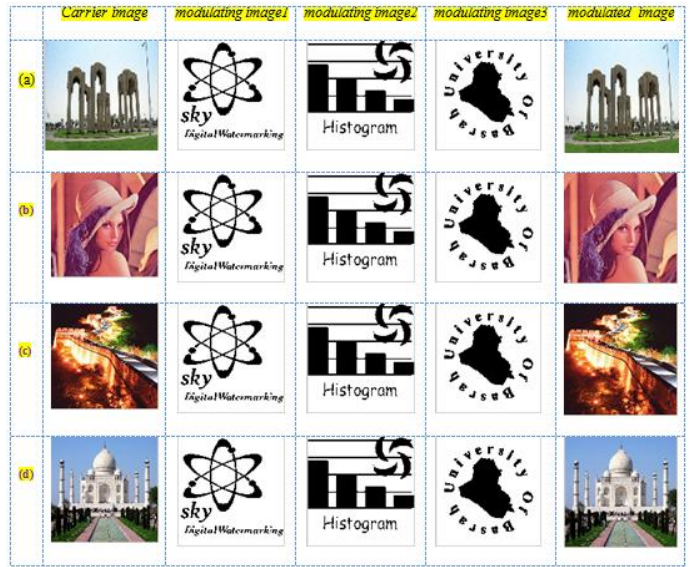 Carrier image modulating image1 modulating image2 modulating image3 modulated image
(a)
sky
DigitalWatermarking
Histogram
University Of Basrah
(b)
sky
DigitalWatermarking
Histogram
University Of Basrah
(c)
sky
DigitalWatermarking
Histogram
University Of Basrah
(d)
sky
DigitalWatermarking
Histogram
University Of Basrah